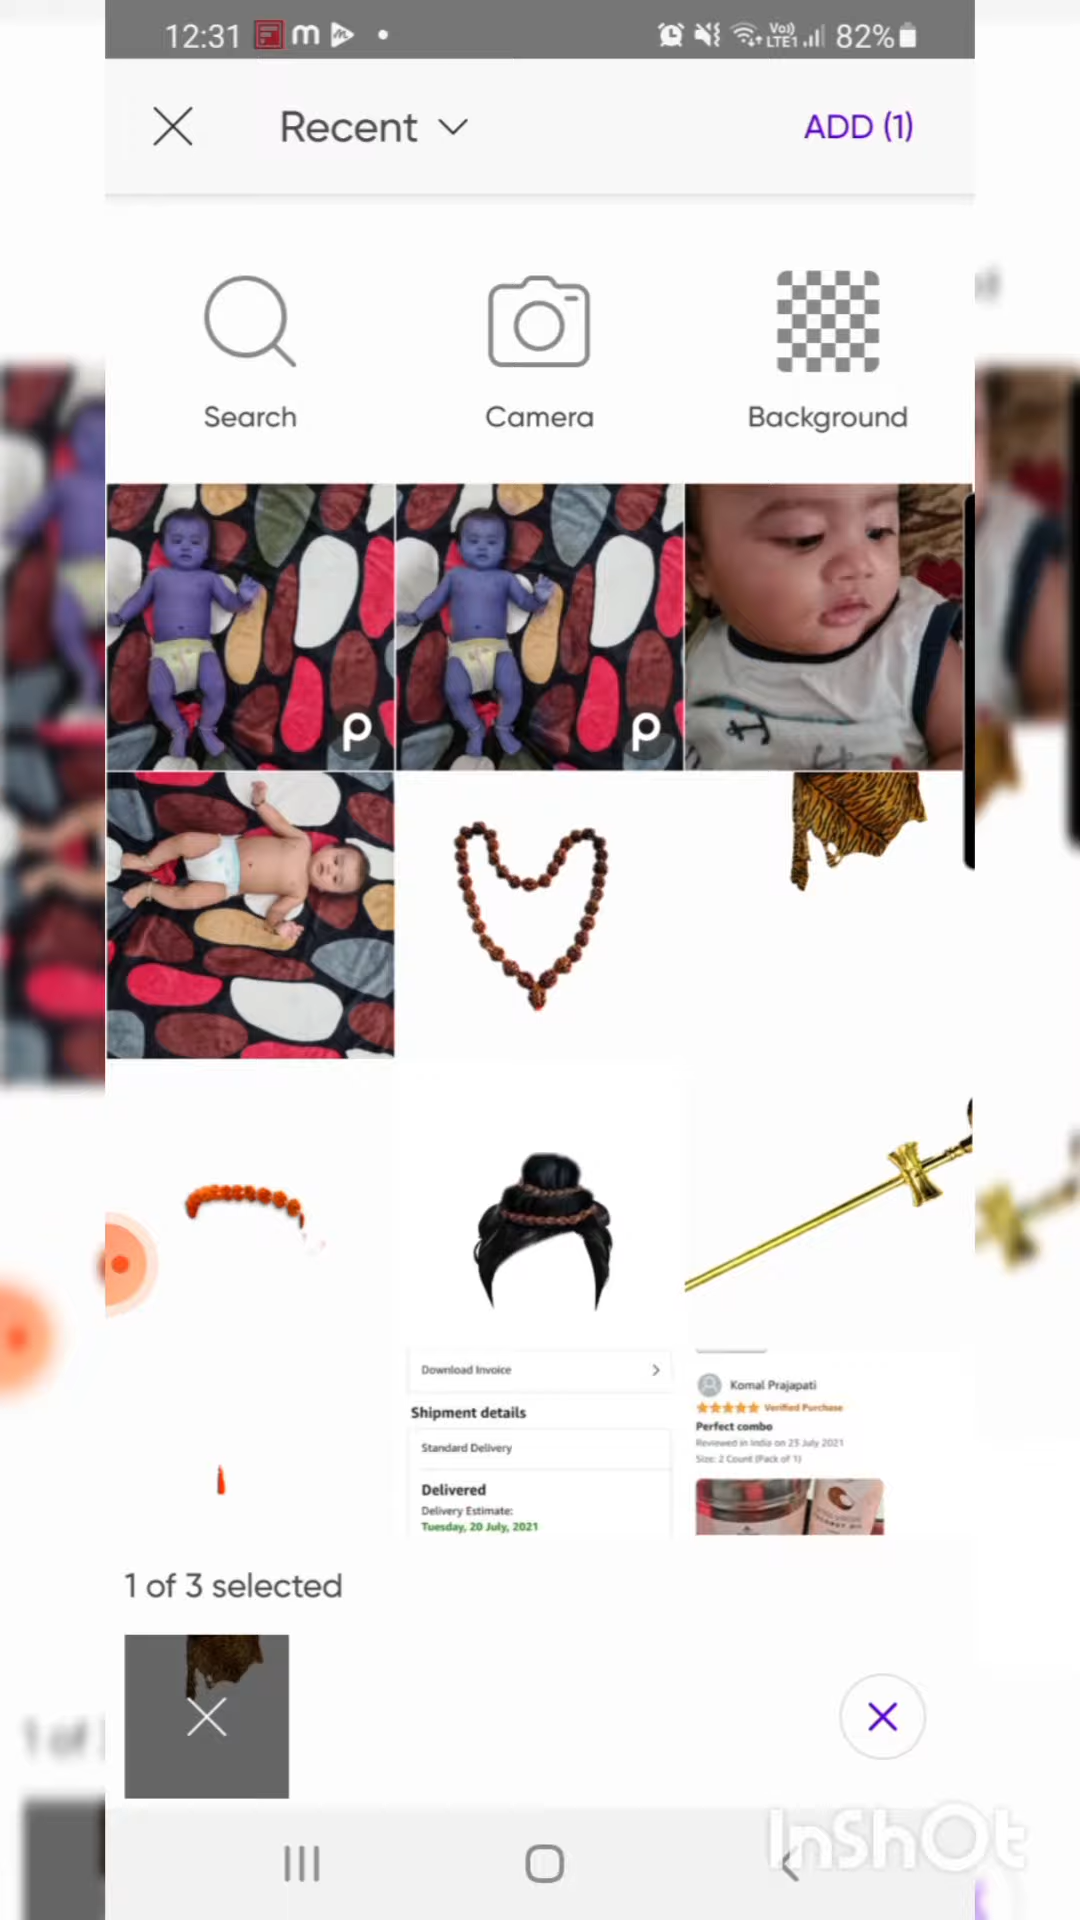 12:31
Vo) LTE1 82%
Recent
ADD (1)
Search
Camera
Background
p
p
Download Invoice
Shipment details
Standard Delivery
Delivered
Delivery Estimate:
Tuesday, 20 July, 2021
Komal Prajapati
Verified Purchase
Perfect combo
Reviewed in India on 23 July 2021
Size: 2 Count (Pack of 1)
1 of 3 selected
InShOt